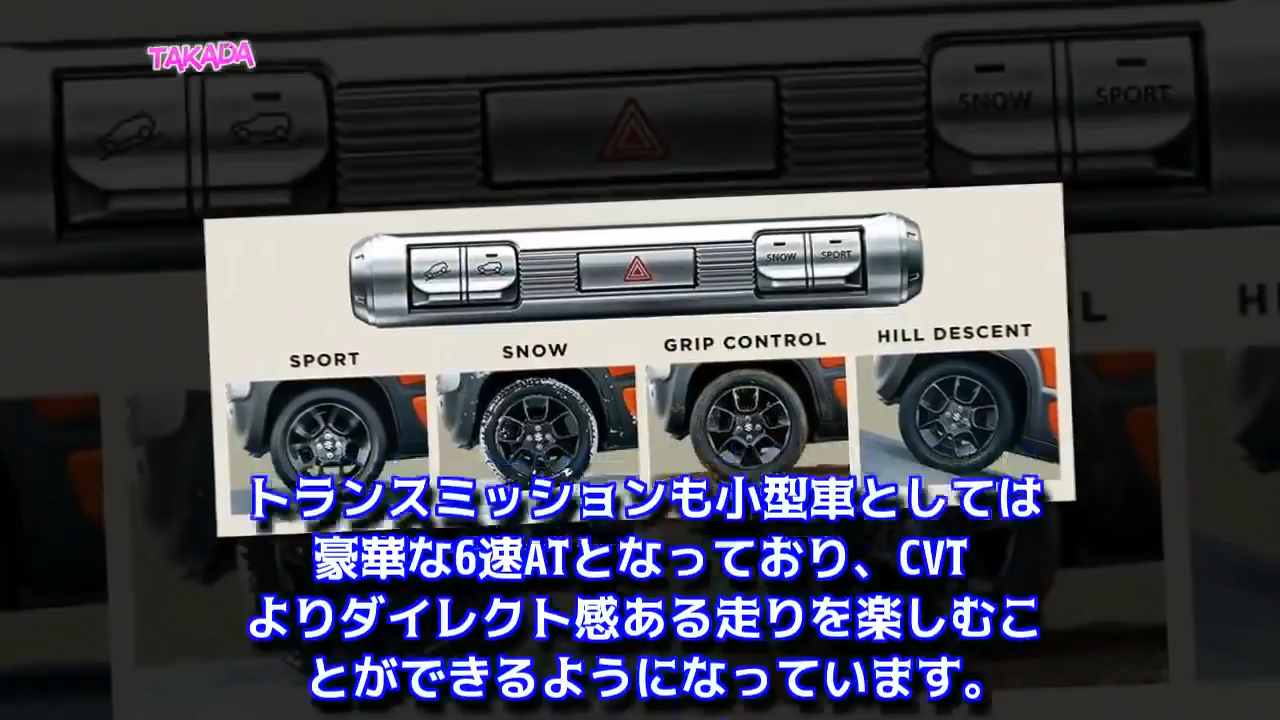 TAKADA
SNOW SPORT
SNOW SPORT
SPORT SNOW GRIP CONTROL HILL DESCENT
トランスミッションも小型車としては
豪華な6速ATとなっており、CVT
よりダイレクト感ある走りを楽しむこ
とができるようになっています。